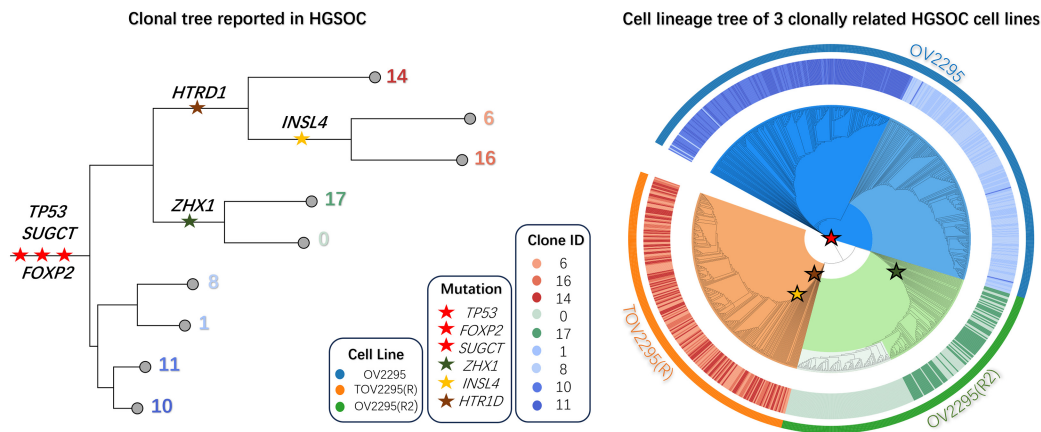 Clonal tree reported in HGSOC
Cell lineage tree of 3 clonally related HGSOC cell lines
14
HTRD1
INSL4
6
16
ZHX1
17
0
TP53
SUGCT
FOXP2
8
1
11
10
Cell Line
OV2295
TOV2295(R)
OV2295(R2)
Mutation
TP53
FOXP2
SUGCT
ZHX1
INSL4
HTR1D
Clone ID
6
16
14
0
17
1
8
10
11
OV2295
TOV2295(R)
OV2295(R2)